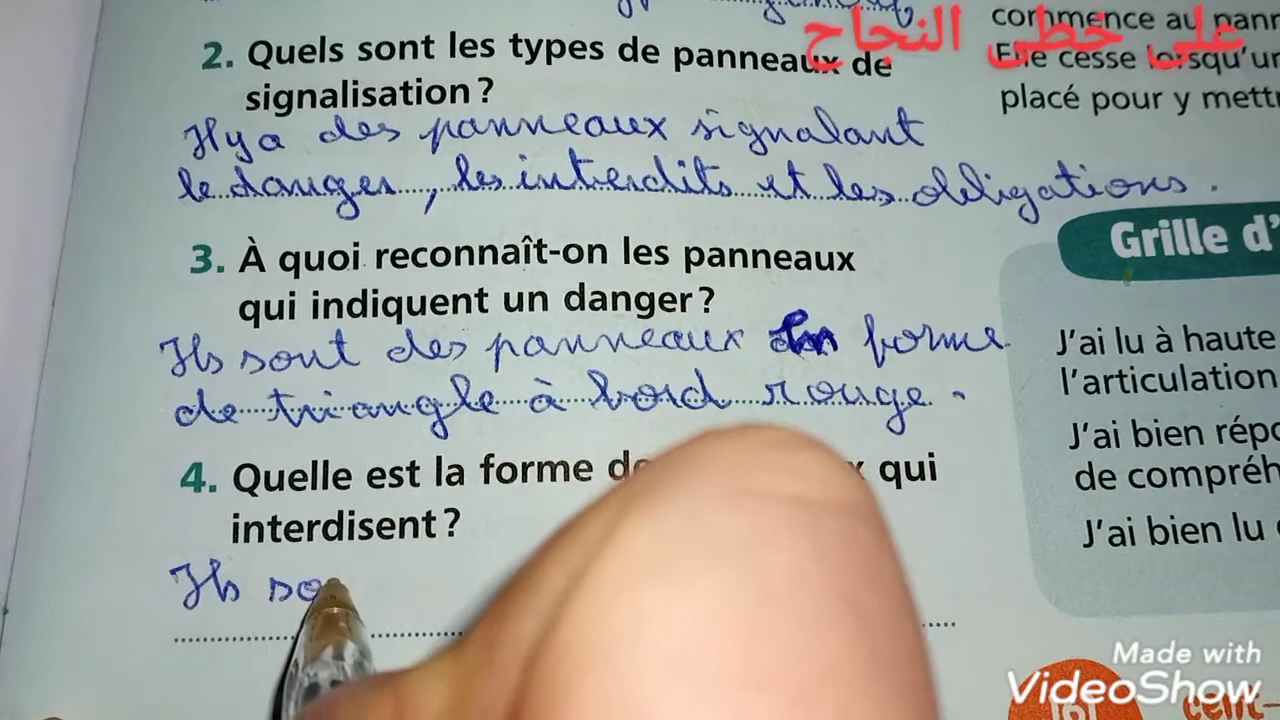 على خطى النجاح
2. Quels sont les types de panneaux de
signalisation ?
Il y a des panneaux signalant
le danger, les interdits et les obligations.
3. À quoi reconnaît-on les panneaux
qui indiquent un danger ?
Ils sont des panneaux en forme
de triangle à bord rouge.
4. Quelle est la forme qui
interdisent ?
Ils so
commence au pann
Elle cesse lorsqu'un
placé pour y mett
Grille d'
J'ai lu à haute
l'articulation
J'ai bien répo
de compréh
J'ai bien lu
Made with
VideoShow